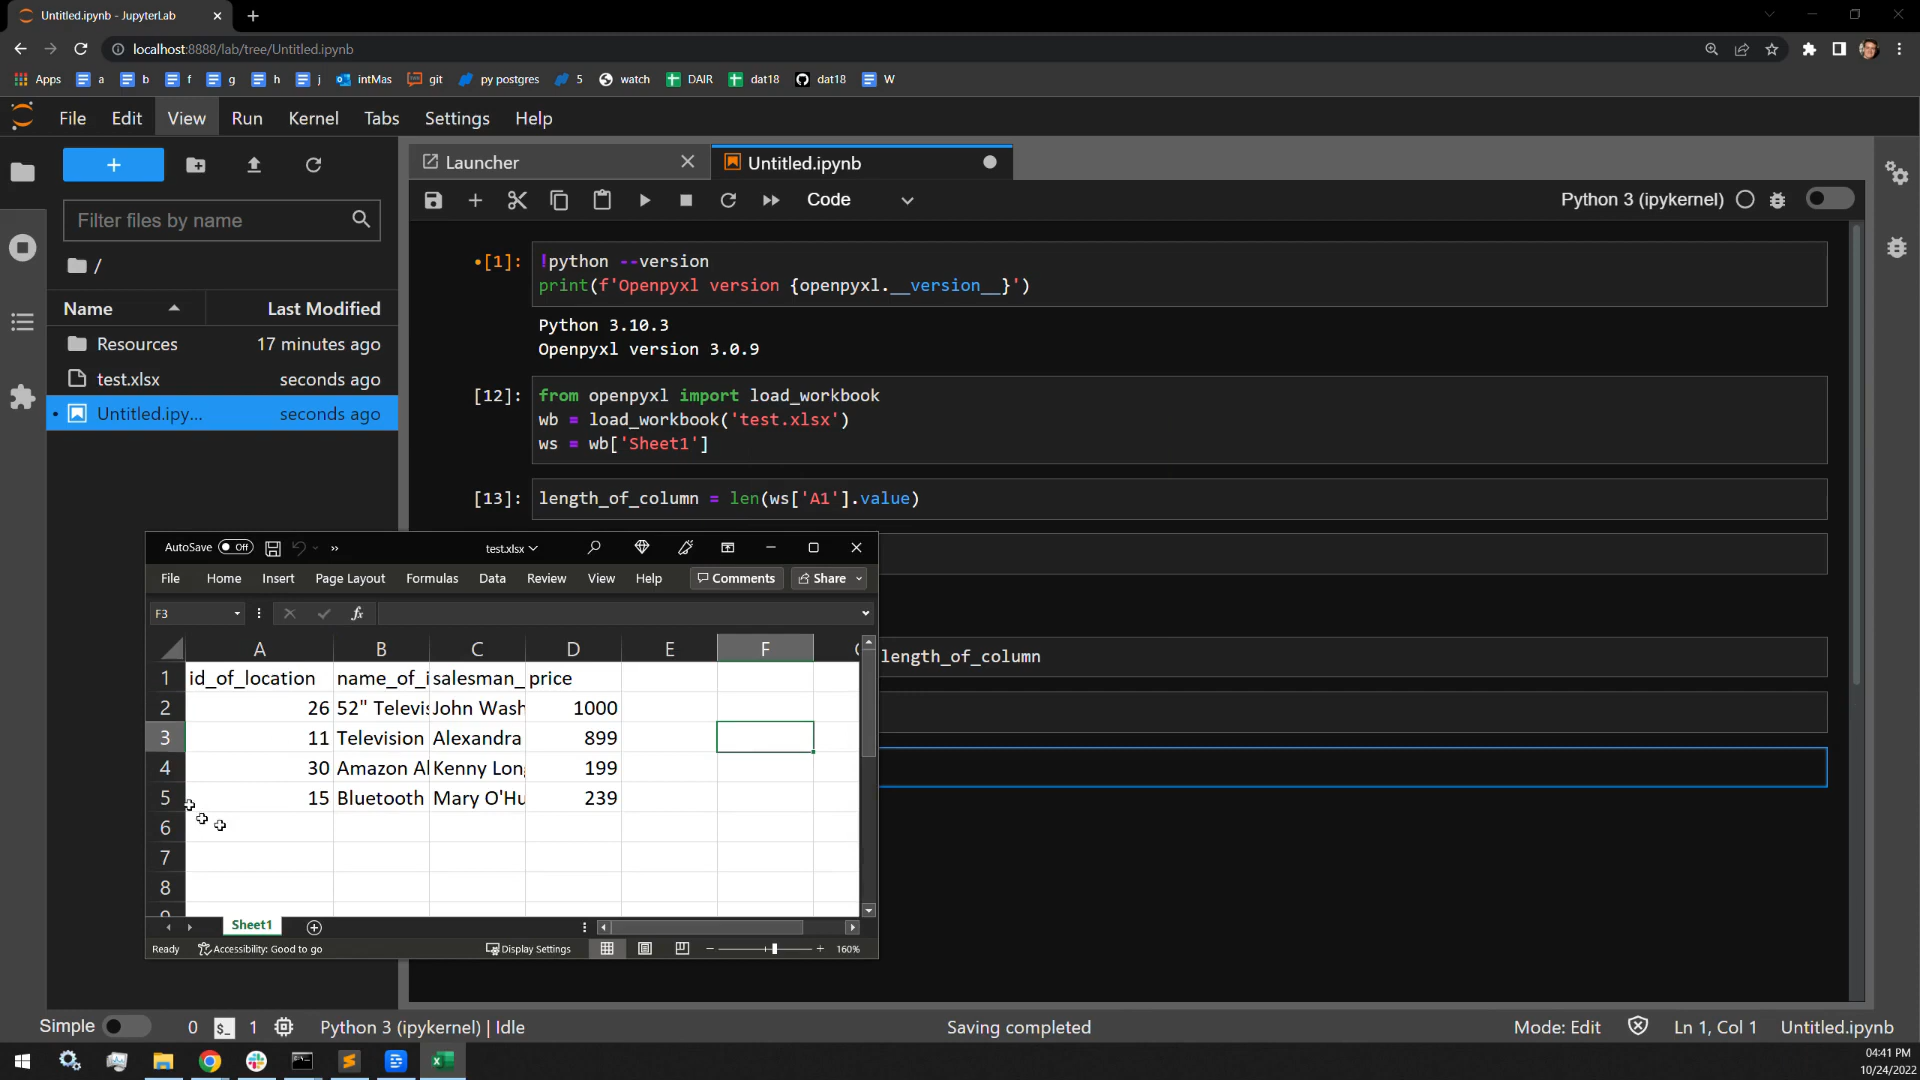 Untitled.ipynb - JupyterLab
localhost:8888/lab/tree/Untitled.ipynb
Apps a b f g h j intMas git py postgres 5 watch DAIR dat18 dat18 W
File Edit View Run Kernel Tabs Settings Help
Launcher Untitled.ipynb
Filter files by name
Code Python 3 (ipykernel)
/
Name Last Modified
Resources 17 minutes ago
test.xlsx seconds ago
Untitled.ipy... seconds ago
[1]: !python --version
print(f'Openpyxl version {openpyxl.__version__}')
Python 3.10.3
Openpyxl version 3.0.9
[12]: from openpyxl import load_workbook
wb = load_workbook('test.xlsx')
ws = wb['Sheet1']
[13]: length_of_column = len(ws['A1'].value)
length_of_column
AutoSave Off test.xlsx
File Home Insert Page Layout Formulas Data Review View Help Comments Share
F3 fx
A B C D E F
1 id_of_location name_of_i salesman_ price
2 26 52" Televis John Wash 1000
3 11 Television Alexandra 899
4 30 Amazon Al Kenny Long 199
5 15 Bluetooth Mary O'Hu 239
6
7
8
9
Sheet1
Ready Accessibility: Good to go Display Settings 160%
Simple 0 $_ 1 Python 3 (ipykernel) | Idle Saving completed Mode: Edit Ln 1, Col 1 Untitled.ipynb
04:41 PM
10/24/2022